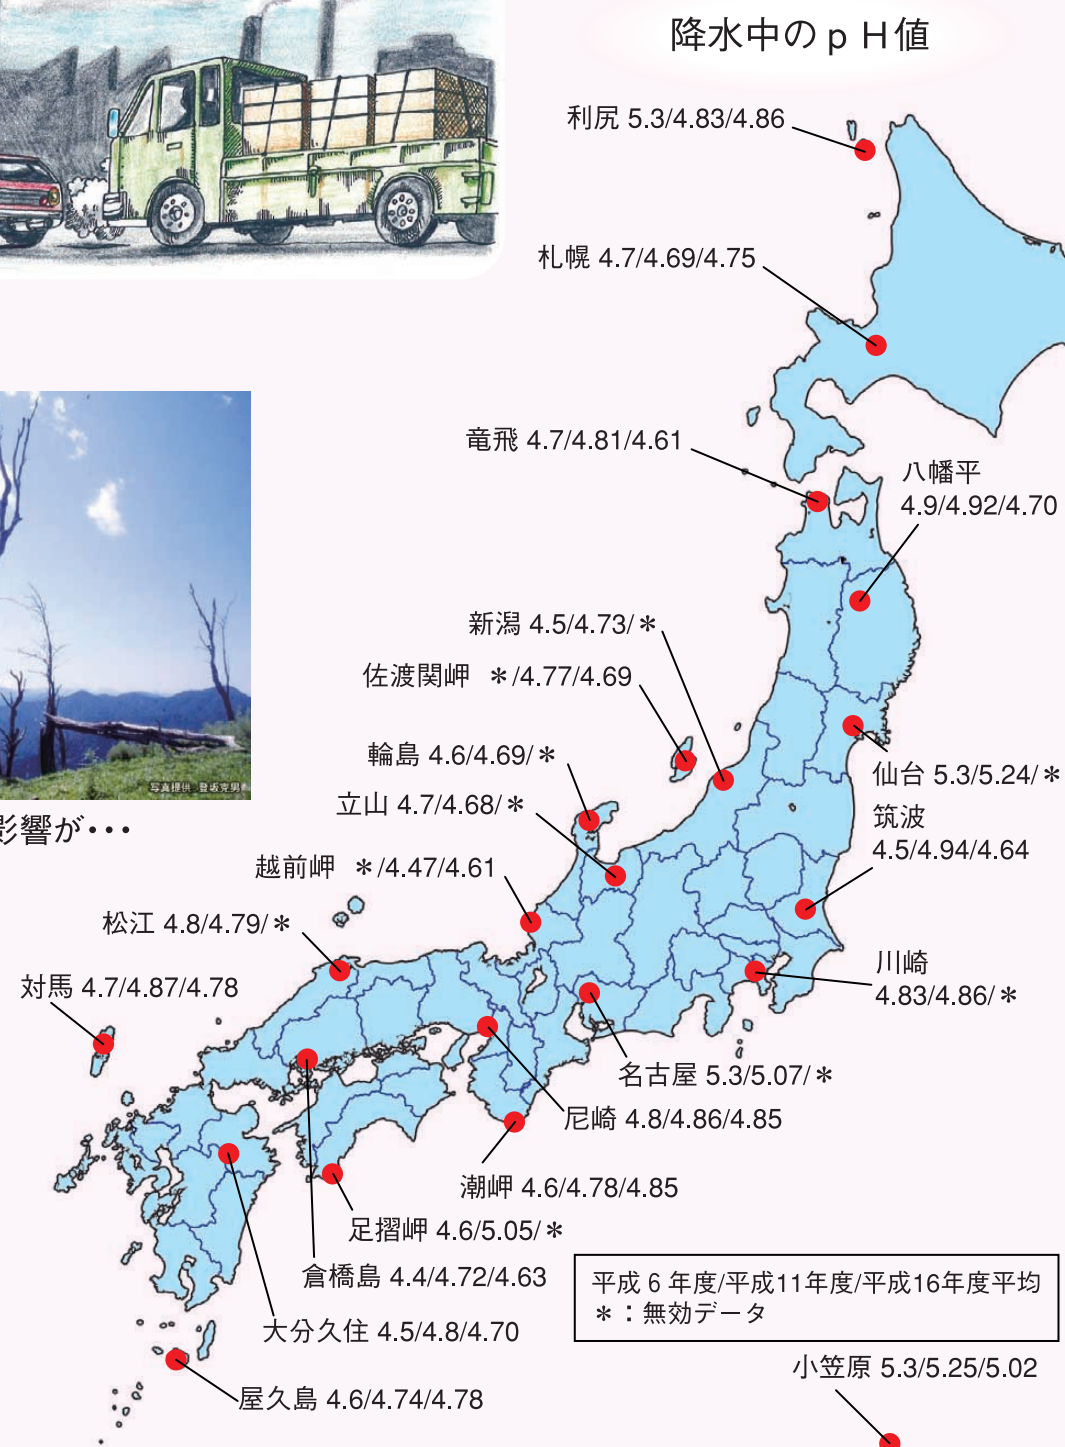 降水中のｐＨ値
利尻 5.3/4.83/4.86
札幌 4.7/4.69/4.75
竜飛 4.7/4.81/4.61
八幡平
4.9/4.92/4.70
新潟 4.5/4.73/＊
佐渡関岬 ＊/4.77/4.69
輪島 4.6/4.69/＊
立山 4.7/4.68/＊
越前岬 ＊/4.47/4.61
松江 4.8/4.79/＊
対馬 4.7/4.87/4.78
仙台 5.3/5.24/＊
筑波
4.5/4.94/4.64
川崎
4.83/4.86/＊
名古屋 5.3/5.07/＊
尼崎 4.8/4.86/4.85
潮岬 4.6/4.78/4.85
足摺岬 4.6/5.05/＊
倉橋島 4.4/4.72/4.63
大分久住 4.5/4.8/4.70
屋久島 4.6/4.74/4.78
平成６年度/平成11年度/平成16年度平均
＊：無効データ
小笠原 5.3/5.25/5.02
写真提供 登坂克男
影響が･･･